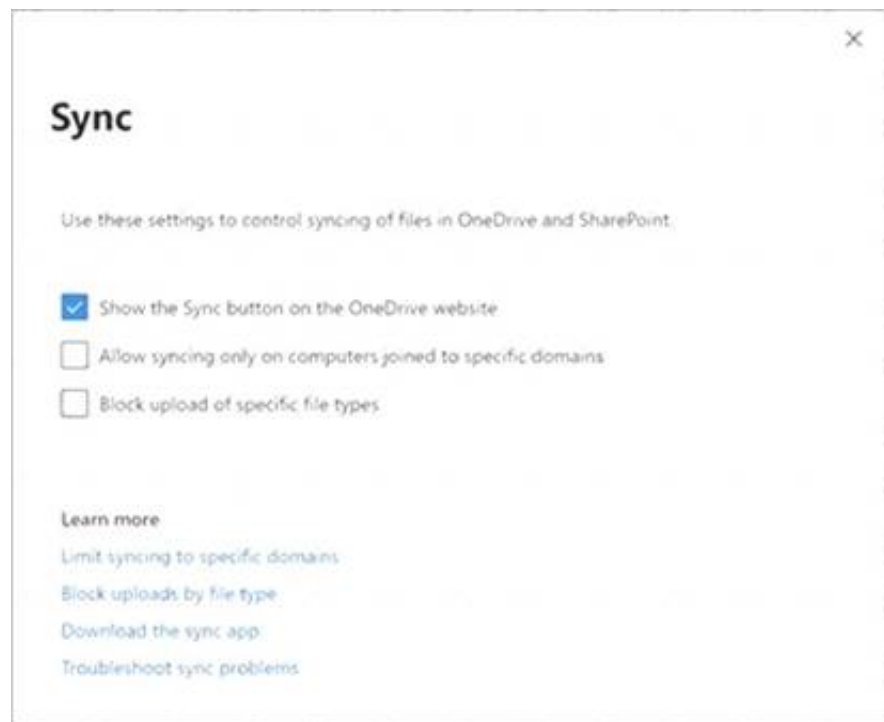 Sync
Use these settings to control syncing of files in OneDrive and SharePoint.
Show the Sync button on the OneDrive website
Allow syncing only on computers joined to specific domains
Block upload of specific file types
Learn more
Limit syncing to specific domains
Block uploads by file type
Download the sync app
Troubleshoot sync problems